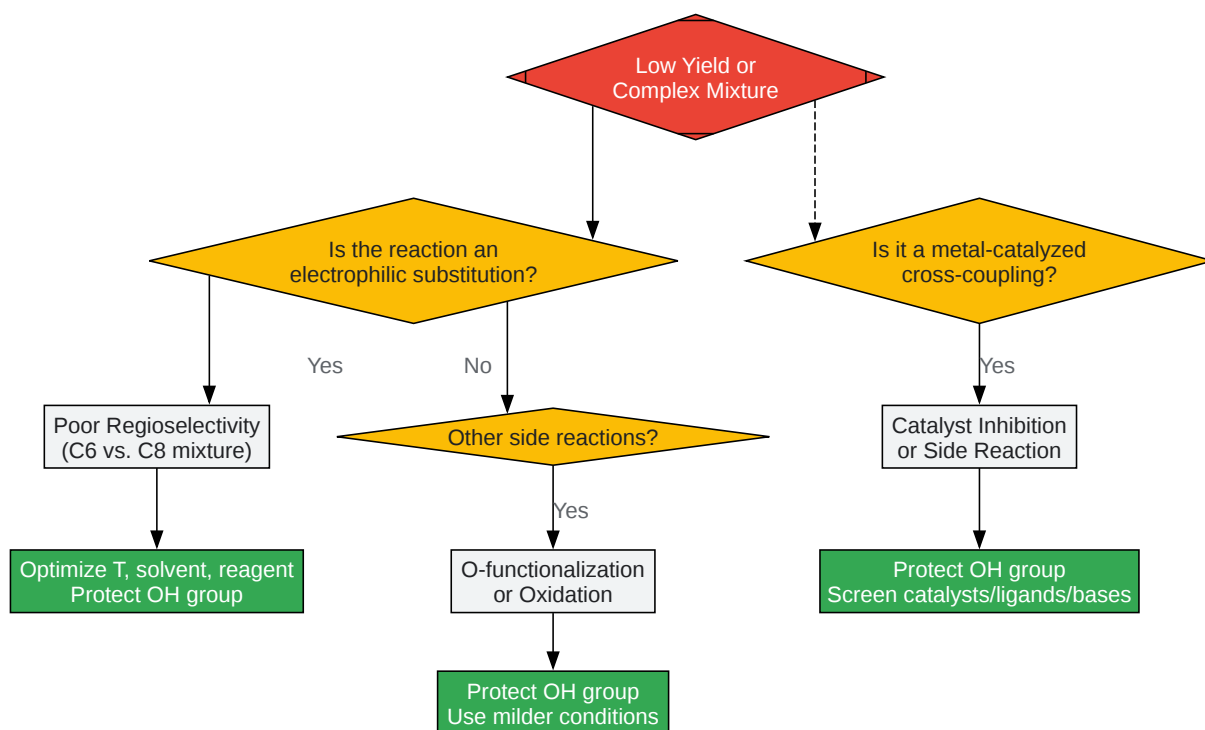 Low Yield or
Complex Mixture
Is the reaction an
electrophilic substitution?
Is it a metal-catalyzed
cross-coupling?
Yes
No
Yes
Poor Regioselectivity
(C6 vs. C8 mixture)
Other side reactions?
Catalyst Inhibition
or Side Reaction
Yes
Optimize T, solvent, reagent
Protect OH group
O-functionalization
or Oxidation
Protect OH group
Screen catalysts/ligands/bases
Protect OH group
Use milder conditions